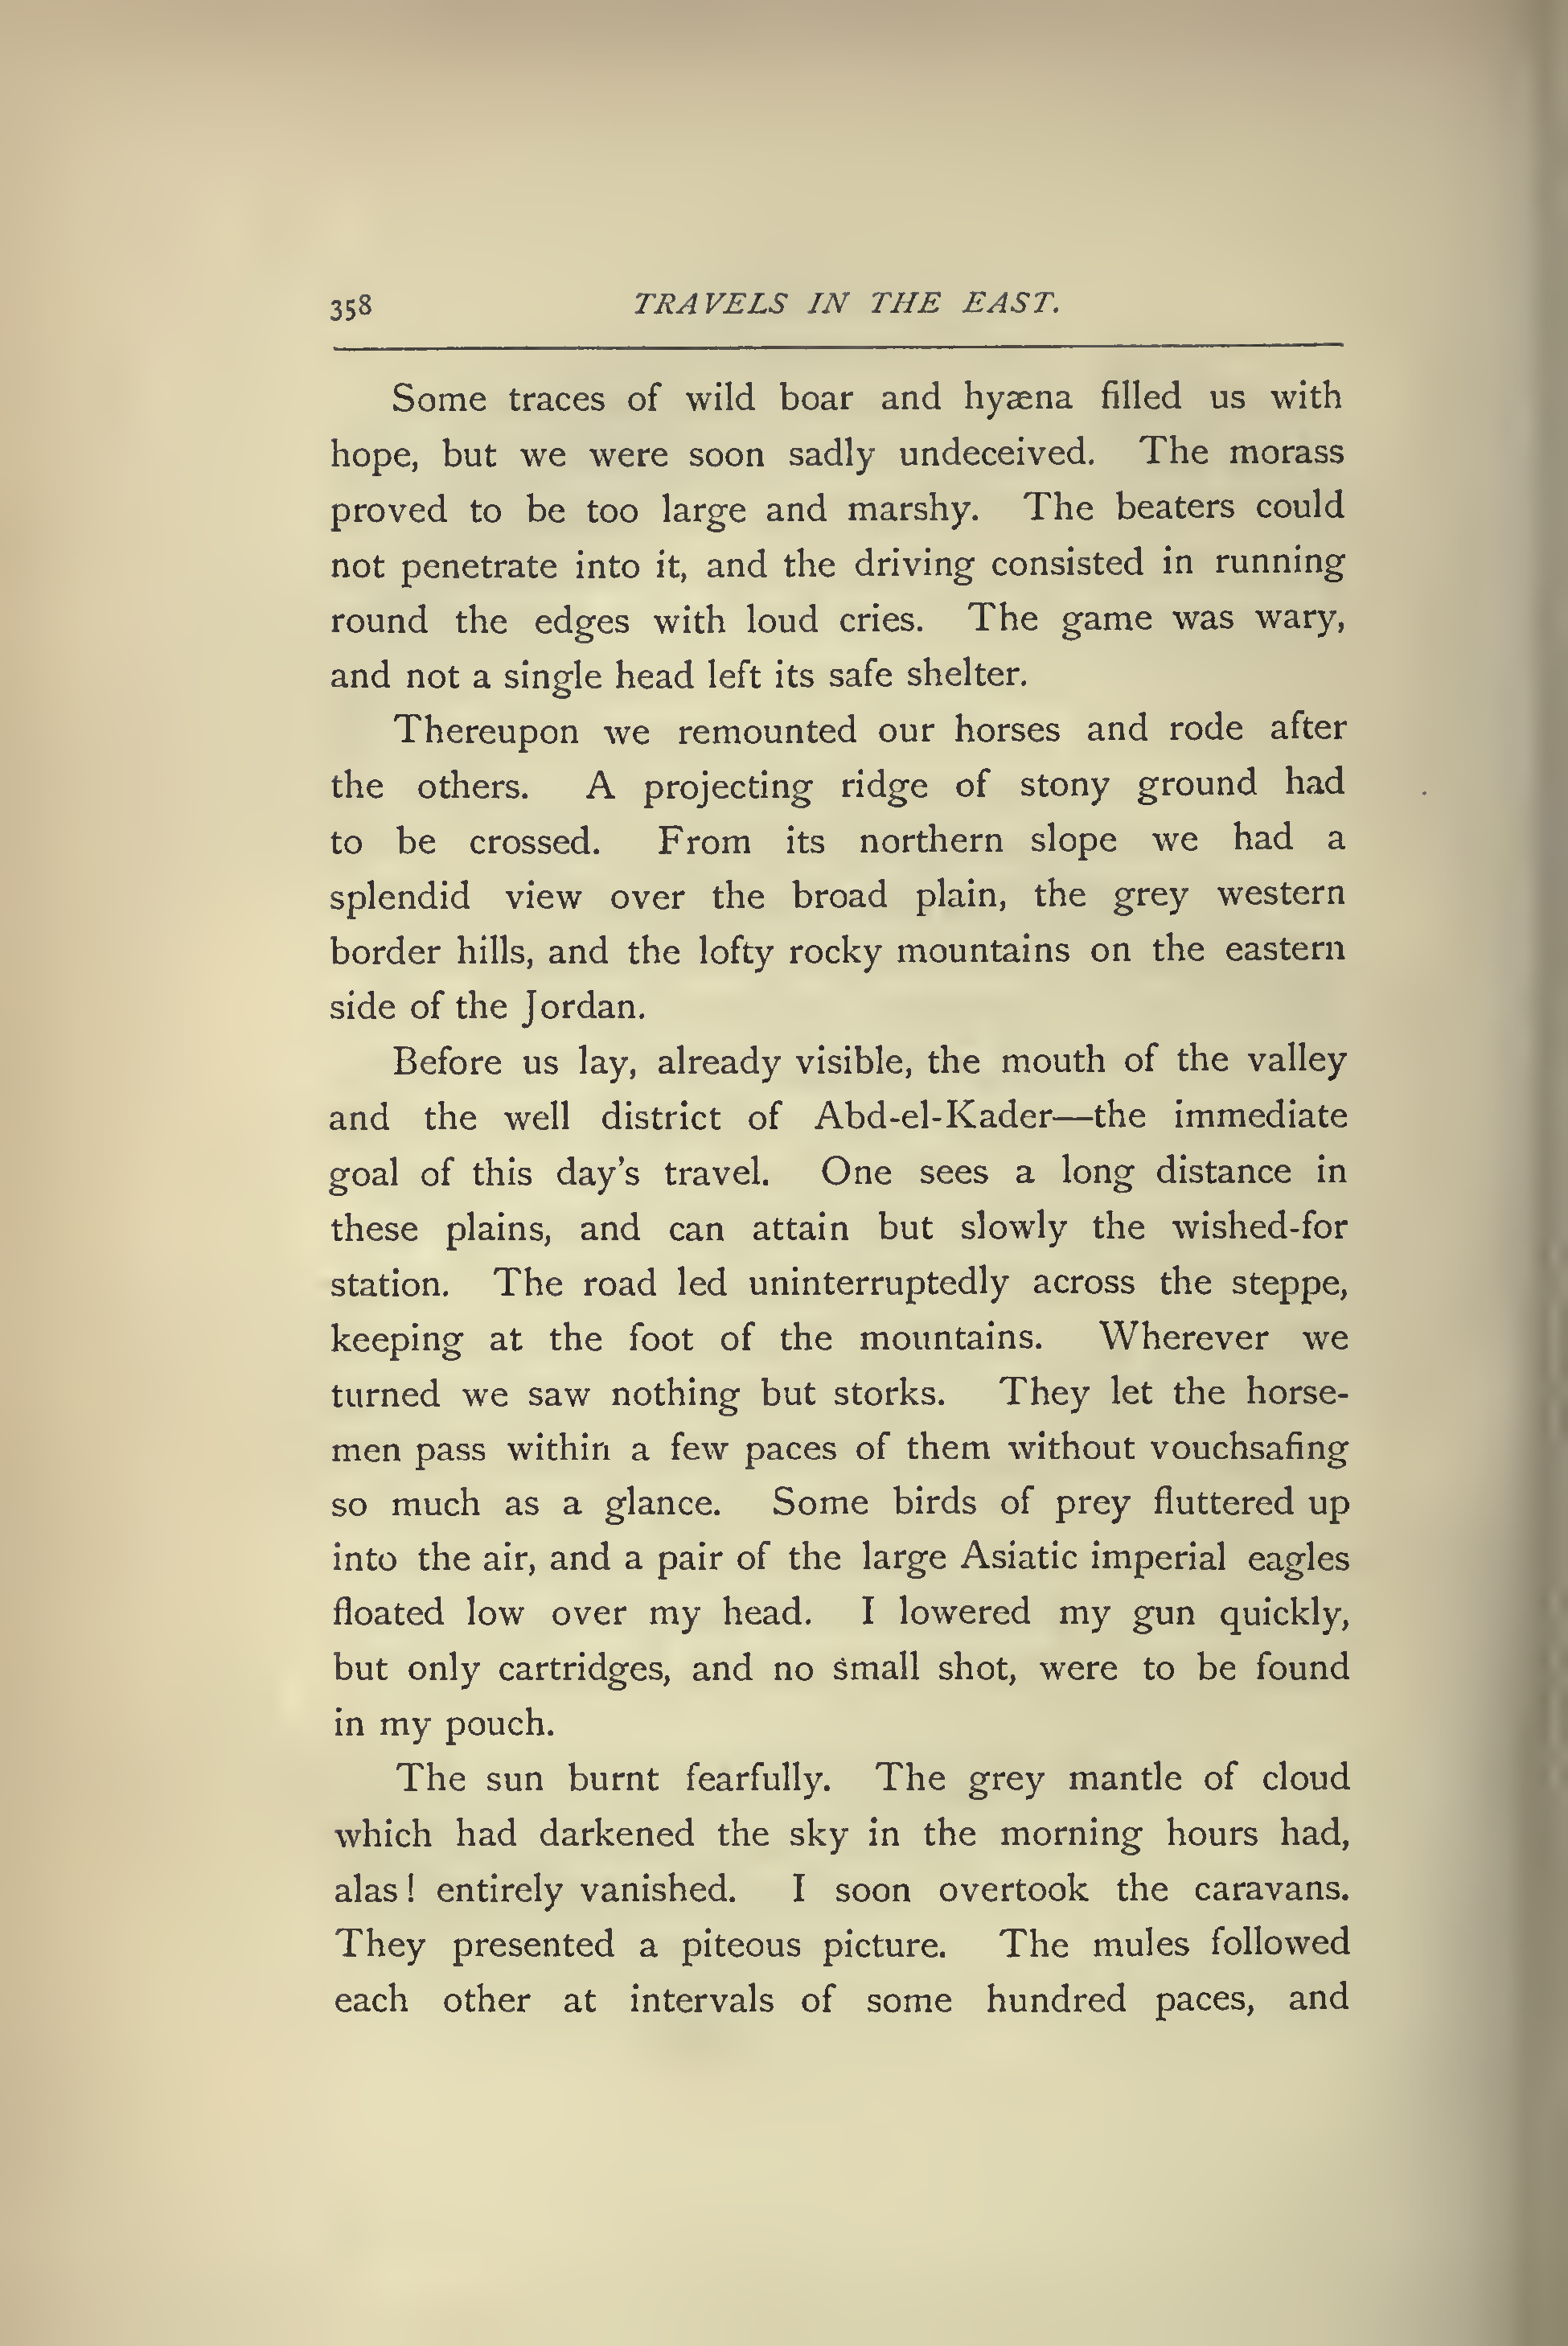 358 TRAVELS IN THE EAST.
Some traces of wild boar and hyæna filled us with
hope, but we were soon sadly undeceived. The morass
proved to be too large and marshy. The beaters could
not penetrate into it, and the driving consisted in running
round the edges with loud cries. The game was wary,
and not a single head left its safe shelter.
Thereupon we remounted our horses and rode after
the others. A projecting ridge of stony ground had
to be crossed. From its northern slope we had a
splendid view over the broad plain, the grey western
border hills, and the lofty rocky mountains on the eastern
side of the Jordan.
Before us lay, already visible, the mouth of the valley
and the well district of Abd-el-Kader—the immediate
goal of this day's travel. One sees a long distance in
these plains, and can attain but slowly the wished-for
station. The road led uninterruptedly across the steppe,
keeping at the foot of the mountains. Wherever we
turned we saw nothing but storks. They let the horse-
men pass within a few paces of them without vouchsafing
so much as a glance. Some birds of prey fluttered up
into the air, and a pair of the large Asiatic imperial eagles
floated low over my head. I lowered my gun quickly,
but only cartridges, and no small shot, were to be found
in my pouch.
The sun burnt fearfully. The grey mantle of cloud
which had darkened the sky in the morning hours had,
alas! entirely vanished. I soon overtook the caravans.
They presented a piteous picture. The mules followed
each other at intervals of some hundred paces, and